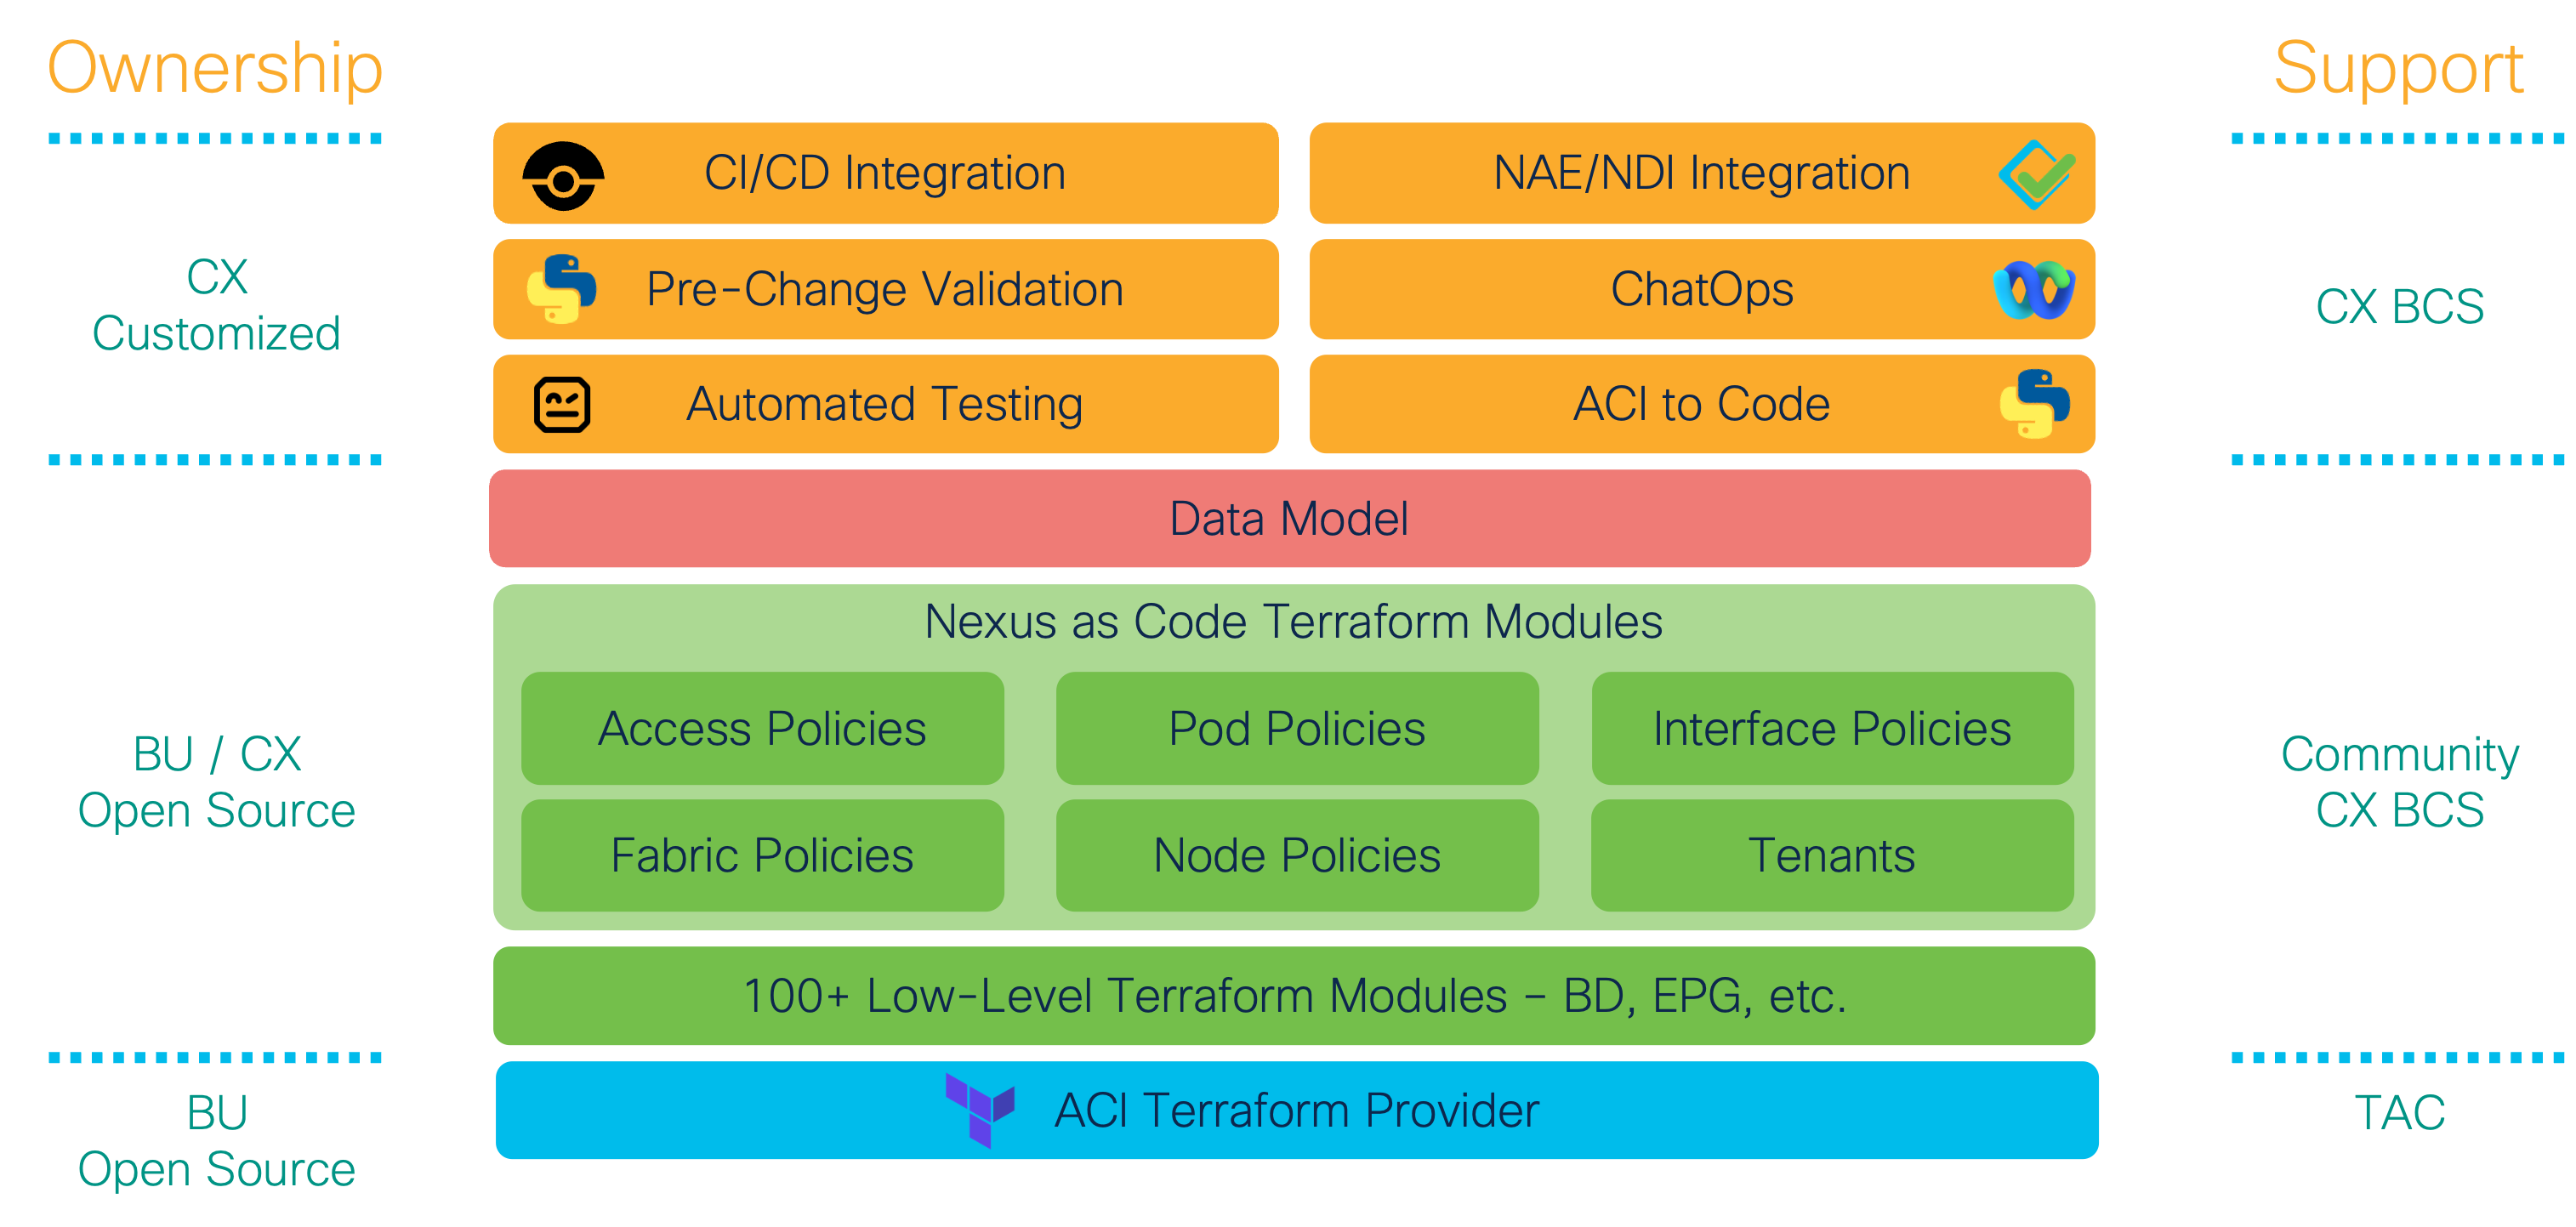 Ownership
Support
CI/CD Integration
NAE/NDI Integration
CX
Customized
Pre-Change Validation
ChatOps
CX BCS
Automated Testing
ACI to Code
Data Model
Nexus as Code Terraform Modules
Access Policies
Pod Policies
Interface Policies
BU / CX
Open Source
Community
CX BCS
Fabric Policies
Node Policies
Tenants
100+ Low-Level Terraform Modules - BD, EPG, etc.
BU
Open Source
ACI Terraform Provider
TAC